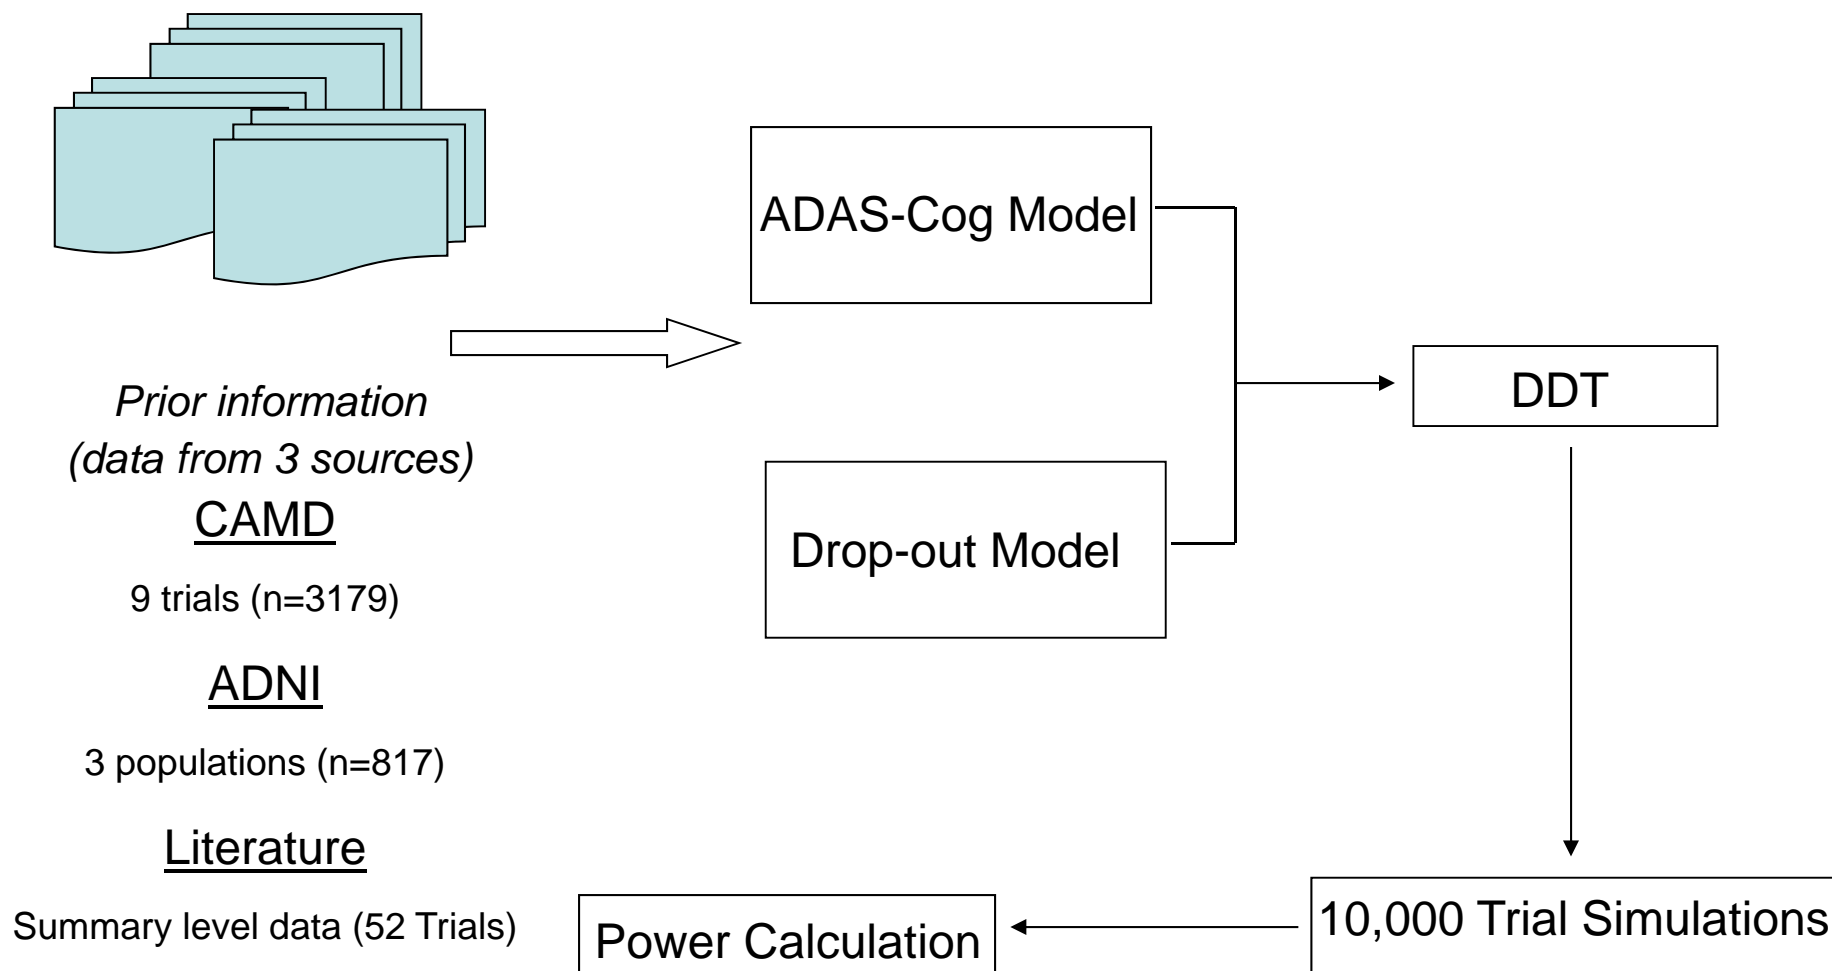 Prior information
(data from 3 sources)
CAMD
9 trials (n=3179)
ADNI
3 populations (n=817)
Literature
Summary level data (52 Trials)
ADAS-Cog Model
Drop-out Model
DDT
10,000 Trial Simulations
Power Calculation